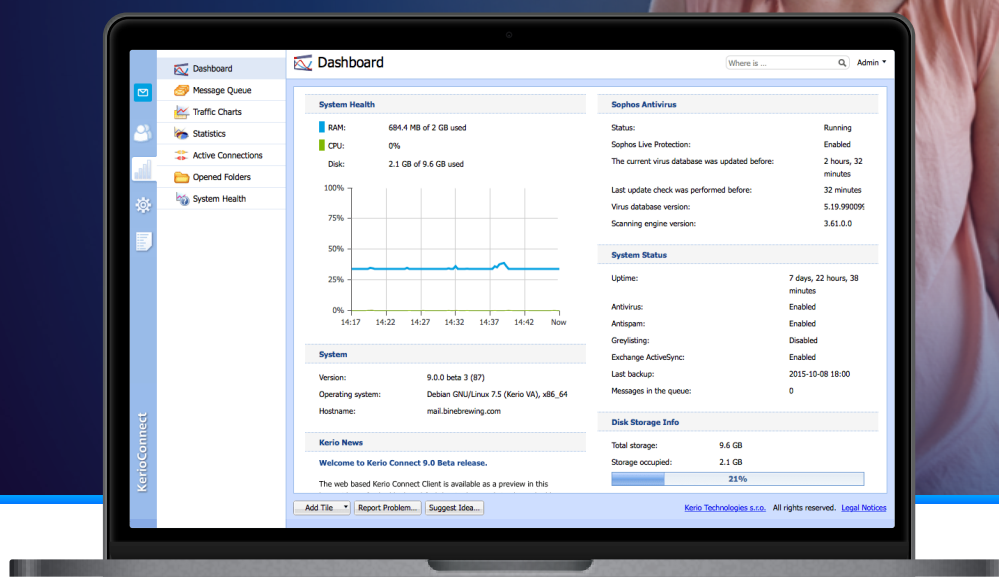 Dashboard
Message Queue
Traffic Charts
Statistics
Active Connections
Opened Folders
System Health
KerioConnect
Dashboard
Where is ...
Admin
System Health
RAM: 684.4 MB of 2 GB used
CPU: 0%
Disk: 2.1 GB of 9.6 GB used
100%
75%
50%
25%
0%
14:17 14:22 14:27 14:32 14:37 14:42 Now
System
Version: 9.0.0 beta 3 (87)
Operating system: Debian GNU/Linux 7.5 (Kerio VA), x86_64
Hostname: mail.binebrewing.com
Kerio News
Welcome to Kerio Connect 9.0 Beta release.
The web based Kerio Connect Client is available as a preview in this
Sophos Antivirus
Status: Running
Sophos Live Protection: Enabled
The current virus database was updated before: 2 hours, 32
minutes
Last update check was performed before: 32 minutes
Virus database version: 5.19.990099
Scanning engine version: 3.61.0.0
System Status
Uptime: 7 days, 22 hours, 38
minutes
Antivirus: Enabled
Antispam: Enabled
Greylisting: Disabled
Exchange ActiveSync: Enabled
Last backup: 2015-10-08 18:00
Messages in the queue: 0
Disk Storage Info
Total storage: 9.6 GB
Storage occupied: 2.1 GB
21%
Add Tile
Report Problem...
Suggest Idea...
Kerio Technologies s.r.o. All rights reserved. Legal Notices